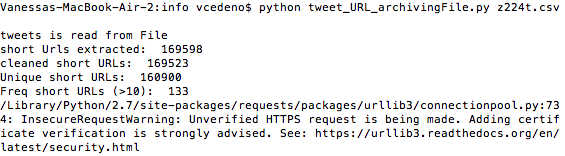 Vanessas-MacBook-Air-2:info vcedeno$ python tweet_URL_archivingFile.py z224t.csv
tweets is read from File
short Urls extracted:  169598
cleaned short URLs:  169523
Unique short URLs:  160900
Freq short URLs (>10):  133
/Library/Python/2.7/site-packages/requests/packages/urllib3/connectionpool.py:73
4: InsecureRequestWarning: Unverified HTTPS request is being made. Adding certif
icate verification is strongly advised. See: https://urllib3.readthedocs.org/en/
latest/security.html